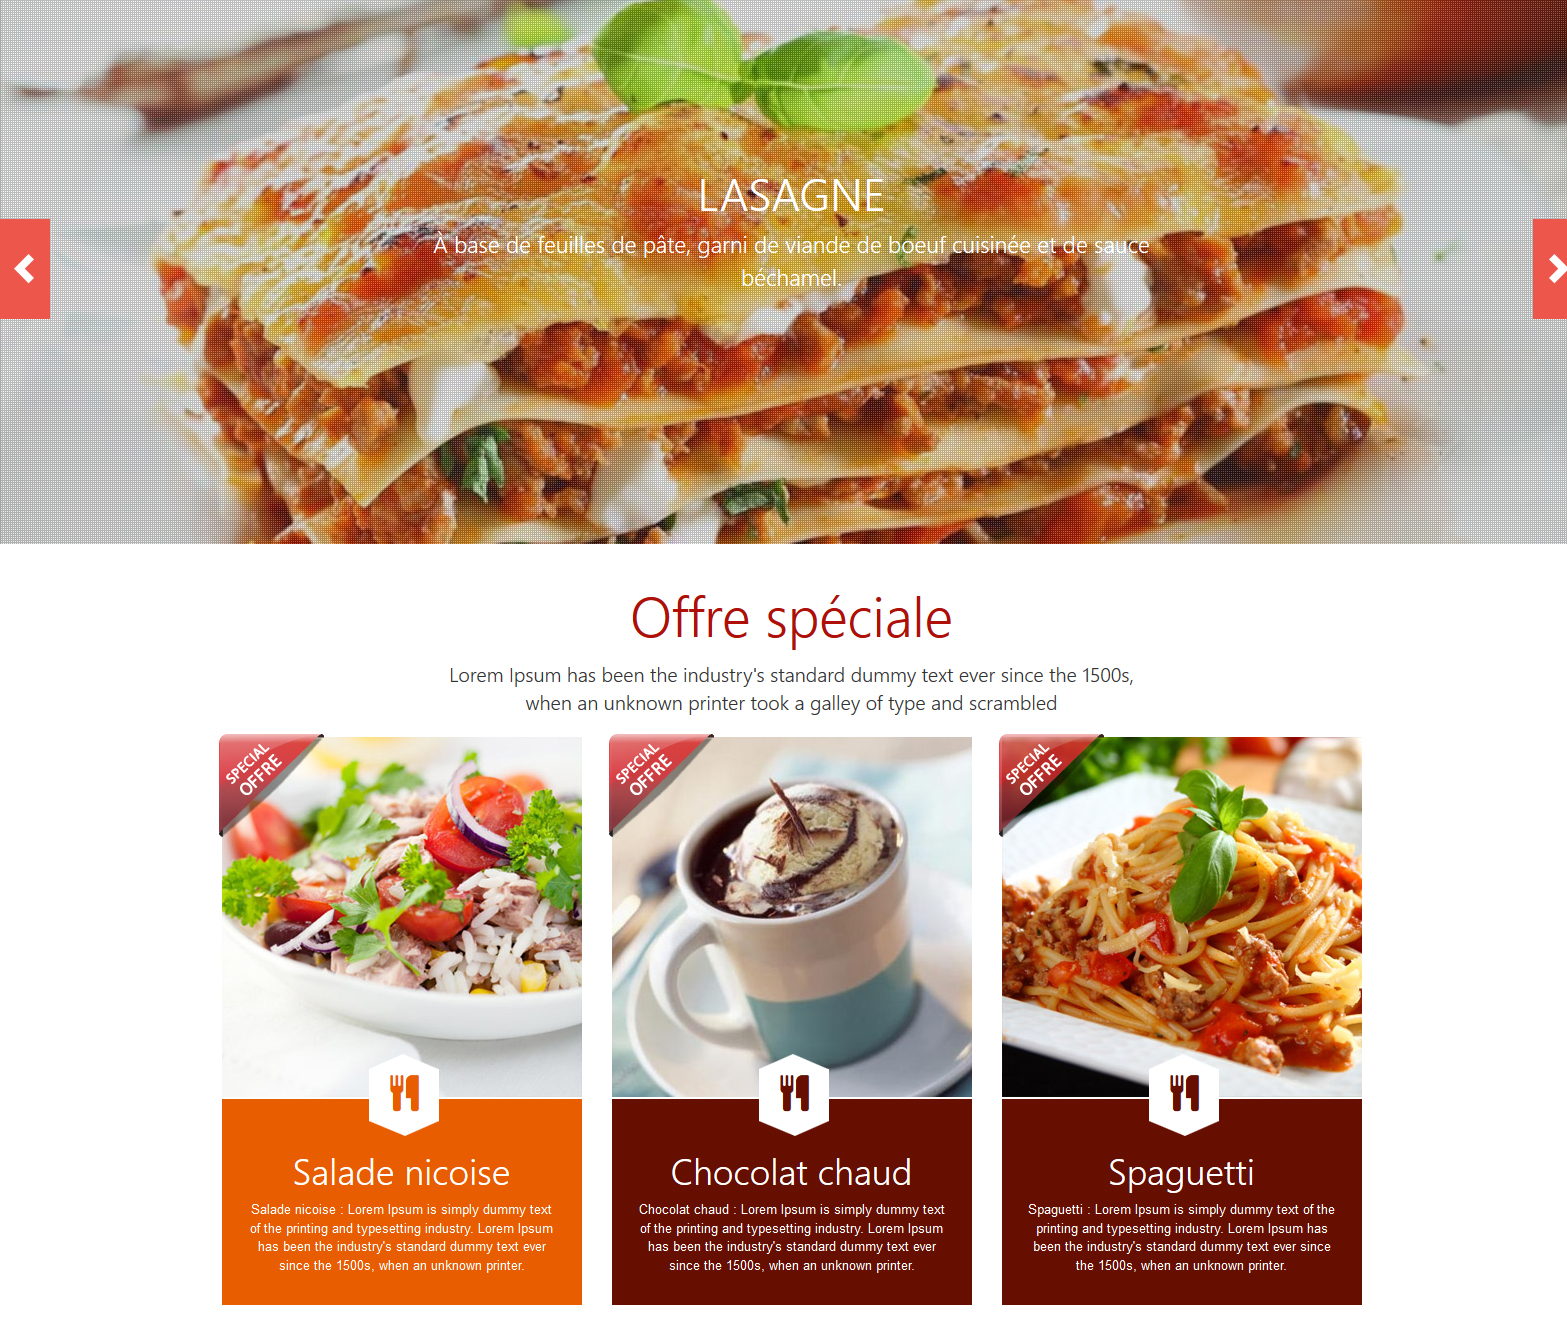 LASAGNE
À base de feuilles de pâte, garni de viande de boeuf cuisinée et de sauce
béchamel.
Offre spéciale
Lorem Ipsum has been the industry's standard dummy text ever since the 1500s,
when an unknown printer took a galley of type and scrambled
SPECIAL
OFFRE
SPECIAL
OFFRE
SPECIAL
OFFRE
Salade nicoise
Salade nicoise : Lorem Ipsum is simply dummy text
of the printing and typesetting industry. Lorem Ipsum
has been the industry's standard dummy text ever
since the 1500s, when an unknown printer.
Chocolat chaud
Chocolat chaud : Lorem Ipsum is simply dummy text
of the printing and typesetting industry. Lorem Ipsum
has been the industry's standard dummy text ever
since the 1500s, when an unknown printer.
Spaguetti
Spaguetti : Lorem Ipsum is simply dummy text of the
printing and typesetting industry. Lorem Ipsum has
been the industry's standard dummy text ever since
the 1500s, when an unknown printer.